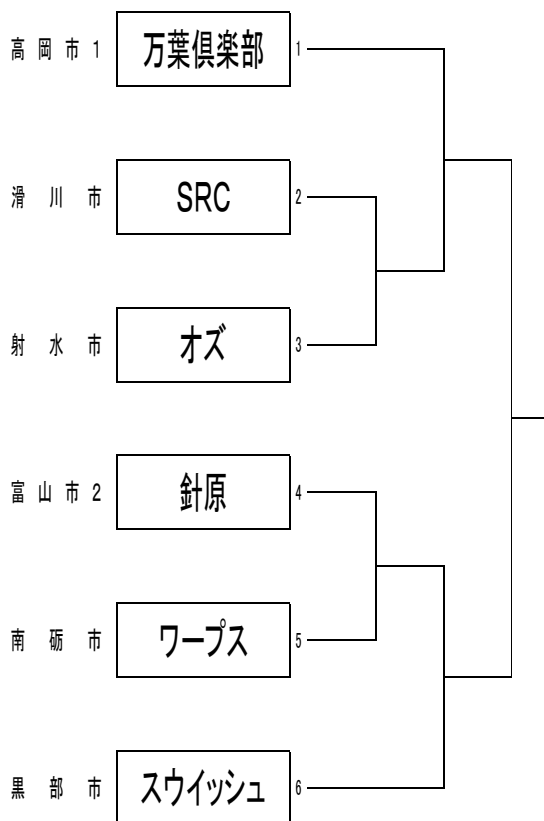 高岡市1 万葉倶楽部 1
滑川市 SRC 2
射水市 オズ 3
富山市2 針原 4
南砺市 ワープス 5
黒部市 スウイッシュ 6